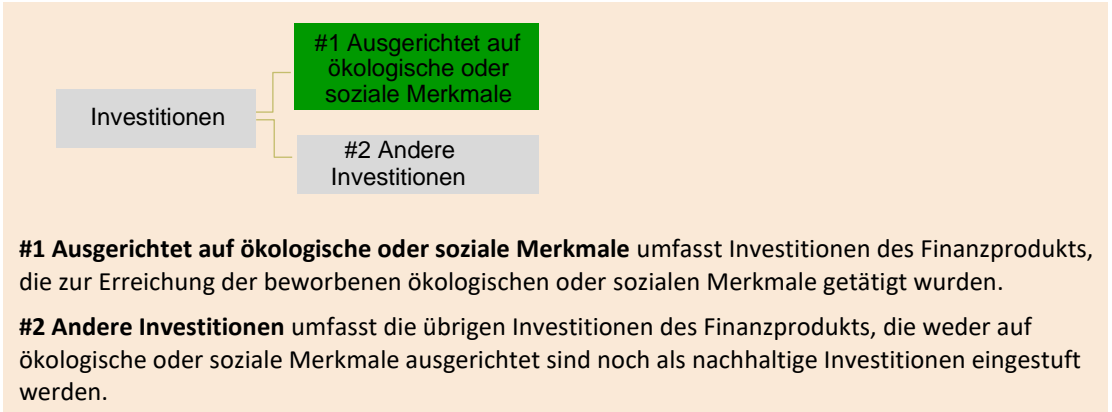 #1 Ausgerichtet auf
ökologische oder
soziale Merkmale
Investitionen
#2 Andere
Investitionen
#1 Ausgerichtet auf ökologische oder soziale Merkmale umfasst Investitionen des Finanzprodukts,
die zur Erreichung der beworbenen ökologischen oder sozialen Merkmale getätigt wurden.
#2 Andere Investitionen umfasst die übrigen Investitionen des Finanzprodukts, die weder auf
ökologische oder soziale Merkmale ausgerichtet sind noch als nachhaltige Investitionen eingestuft
werden.